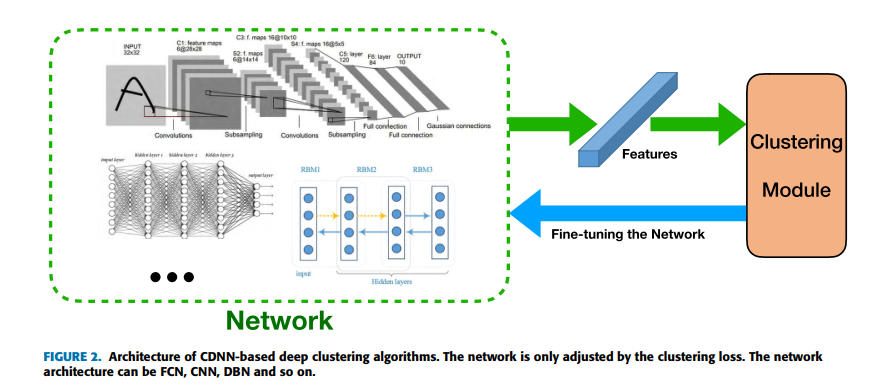 INPUT
32x32
C1: feature maps
6@28x28
S2: f. maps
6@14x14
C3: f. maps 16@10x10
S4: f. maps 16@5x5
C5: layer
120
F6: layer
84
OUTPUT
10
Convolutions
Subsampling
Convolutions
Subsampling
Full connection
Full connection
Gaussian connections
input layer
hidden layer 1
hidden layer 2
hidden layer 3
output layer
RBM1
RBM2
RBM3
input
Hidden layers
Network
Features
Clustering
Module
Fine-tuning the Network
FIGURE 2. Architecture of CDNN-based deep clustering algorithms. The network is only adjusted by the clustering loss. The network
architecture can be FCN, CNN, DBN and so on.